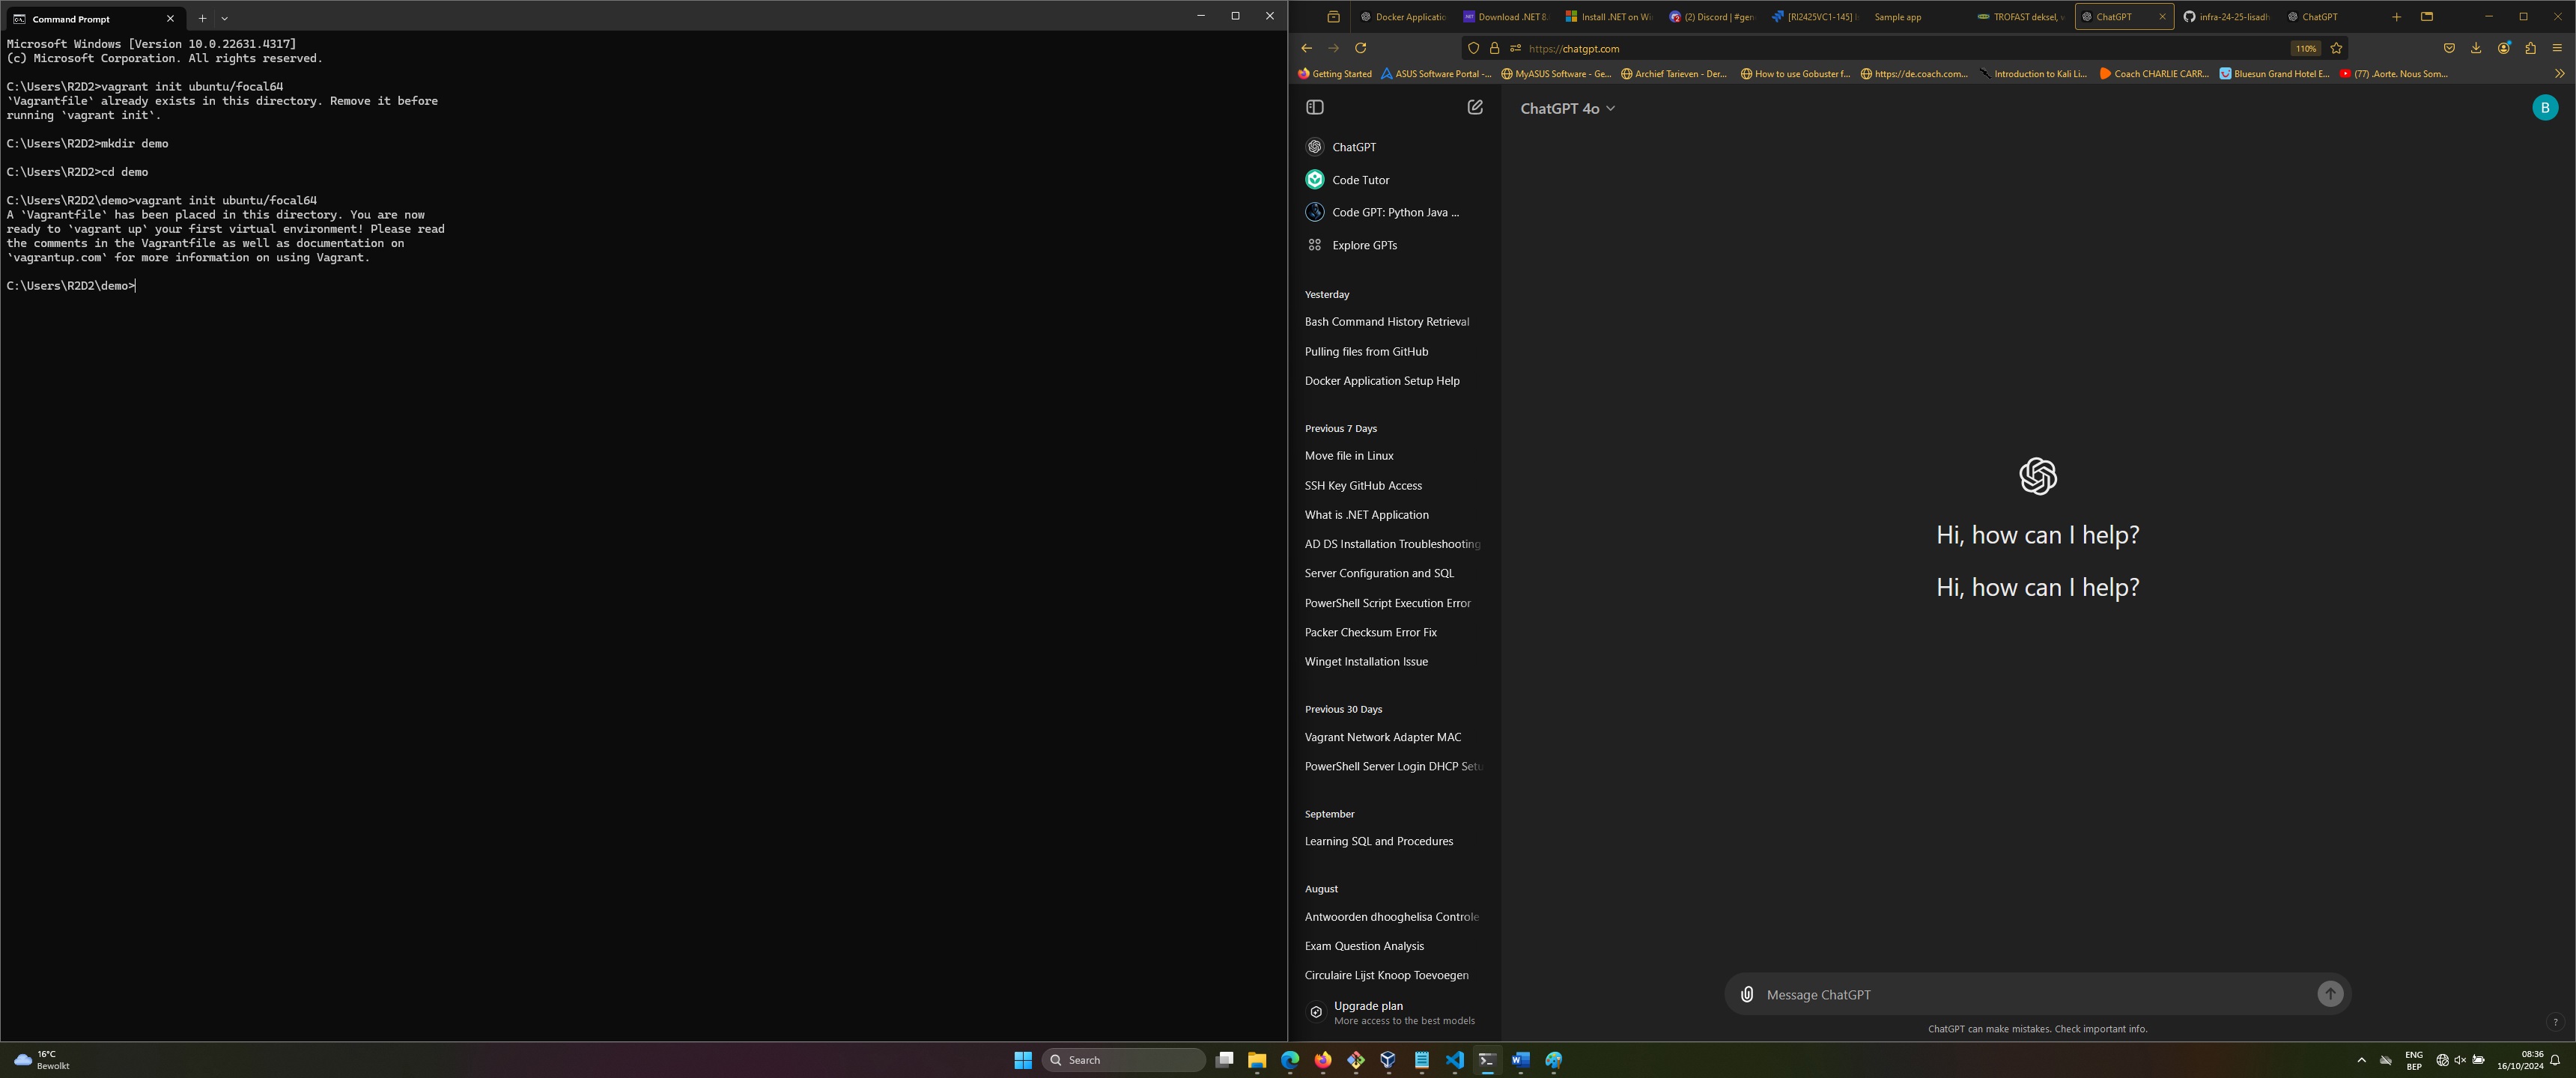 Command Prompt
Microsoft Windows [Version 10.0.22631.4317]
(c) Microsoft Corporation. All rights reserved.
C:\Users\R2D2>vagrant init ubuntu/focal64
`Vagrantfile` already exists in this directory. Remove it before
running `vagrant init`.
C:\Users\R2D2>mkdir demo
C:\Users\R2D2>cd demo
C:\Users\R2D2\demo>vagrant init ubuntu/focal64
A `Vagrantfile` has been placed in this directory. You are now
ready to `vagrant up` your first virtual environment! Please read
the comments in the Vagrantfile as well as documentation on
`vagrantup.com` for more information on using Vagrant.
C:\Users\R2D2\demo>
Docker Applicatio
Download .NET 8.
Install .NET on Wi
(2) Discord | #gen
[RI2425VC1-145]
Sample app
TROFAST deksel,
ChatGPT
infra-24-25-lisadh
ChatGPT
https://chatgpt.com
110%
Getting Started
ASUS Software Portal -...
MyASUS Software - Ge...
Archief Tarieven - Der...
How to use Gobuster f...
https://de.coach.com...
Introduction to Kali Li...
Coach CHARLIE CARR...
Bluesun Grand Hotel E...
(77) .Aorte. Nous Som...
ChatGPT 4o
B
ChatGPT
Code Tutor
Code GPT: Python Java ...
Explore GPTs
Yesterday
Bash Command History Retrieval
Pulling files from GitHub
Docker Application Setup Help
Previous 7 Days
Move file in Linux
SSH Key GitHub Access
What is .NET Application
AD DS Installation Troubleshooting
Server Configuration and SQL
PowerShell Script Execution Error
Packer Checksum Error Fix
Winget Installation Issue
Previous 30 Days
Vagrant Network Adapter MAC
PowerShell Server Login DHCP Setu
September
Learning SQL and Procedures
August
Antwoorden dhooghelisa Controle
Exam Question Analysis
Circulaire Lijst Knoop Toevoegen
Upgrade plan
More access to the best models
Hi, how can I help?
Hi, how can I help?
Message ChatGPT
ChatGPT can make mistakes. Check important info.
?
16°C
Bewolkt
Search
ENG
BEP
08:36
16/10/2024